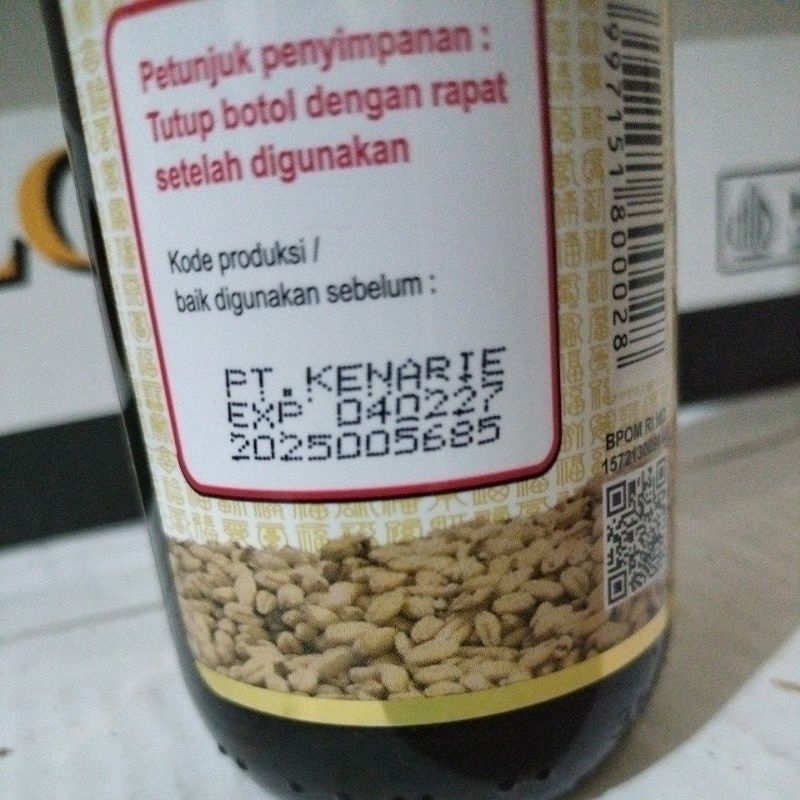 Petunjuk penyimpanan :
Tutup botol dengan rapat
setelah digunakan
Kode produksi /
baik digunakan sebelum :
PT.KENARIE
EXP 040227
2025005685
997151800028
BPOM RI MD